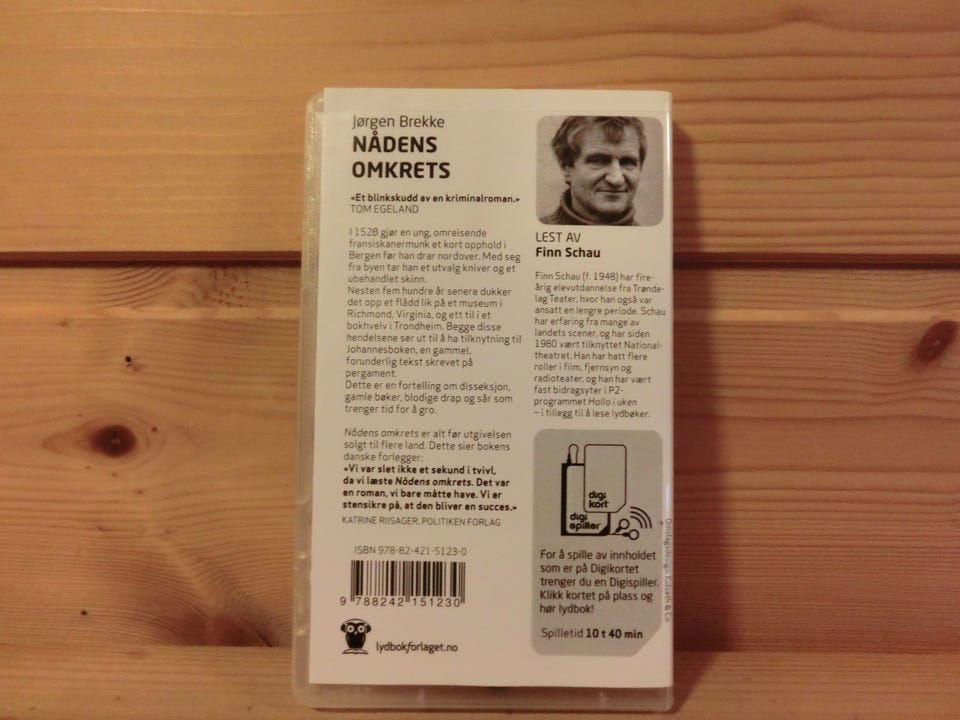 Jørgen Brekke
NÅDENS
OMKRETS
«Et blinkskudd av en kriminalroman.»
TOM EGELAND
I 1528 gjør en ung, omreisende
fransiskanermunk et kort opphold i
Bergen før han drar nordover. Med seg
fra byen tar han et utvalg kniver og et
ubehandlet skinn.
Nesten fem hundre år senere dukker
det opp et flådd lik på et museum i
Richmond, Virginia, og ett til i et
bokhvelv i Trondheim. Begge disse
hendelsene ser ut til å ha tilknytning til
Johannesboken, en gammel,
forunderlig tekst skrevet på
pergament.
Dette er en fortelling om disseksjon,
gamle bøker, blodige drap og sår som
trenger tid for å gro.
Nådens omkrets er alt før utgivelsen
solgt til flere land. Dette sier bokens
danske forlegger:
«Vi var slet ikke et sekund i tvivl,
da vi læste Nådens omkrets. Det var
en roman, vi bare måtte have. Vi er
stensikre på, at den bliver en succes.»
KATRINE RIISAGER, POLITIKEN FORLAG
ISBN 978-82-421-5123-0
9 788242 151230
lydbokforlaget.no
LEST AV
Finn Schau
Finn Schau (f. 1948) har fire-
årig elevutdannelse fra Trønde-
lag Teater, hvor han også var
ansatt en lengre periode. Schau
har erfaring fra mange av
landets scener, og har siden
1980 vært tilknyttet National-
theatret. Han har hatt flere
roller i film, fjernsyn og
radioteater, og han har vært
fast bidragsyter i P2-
programmet Hallo i uken
– i tillegg til å lese lydbøker.
digi
kort
digi
spiller
For å spille av innholdet
som er på Digikortet
trenger du en Digispiller.
Klikk kortet på plass og
hør lydbok!
Spilletid 10 t 40 min
Omslagsdesign: Kubseth & Co